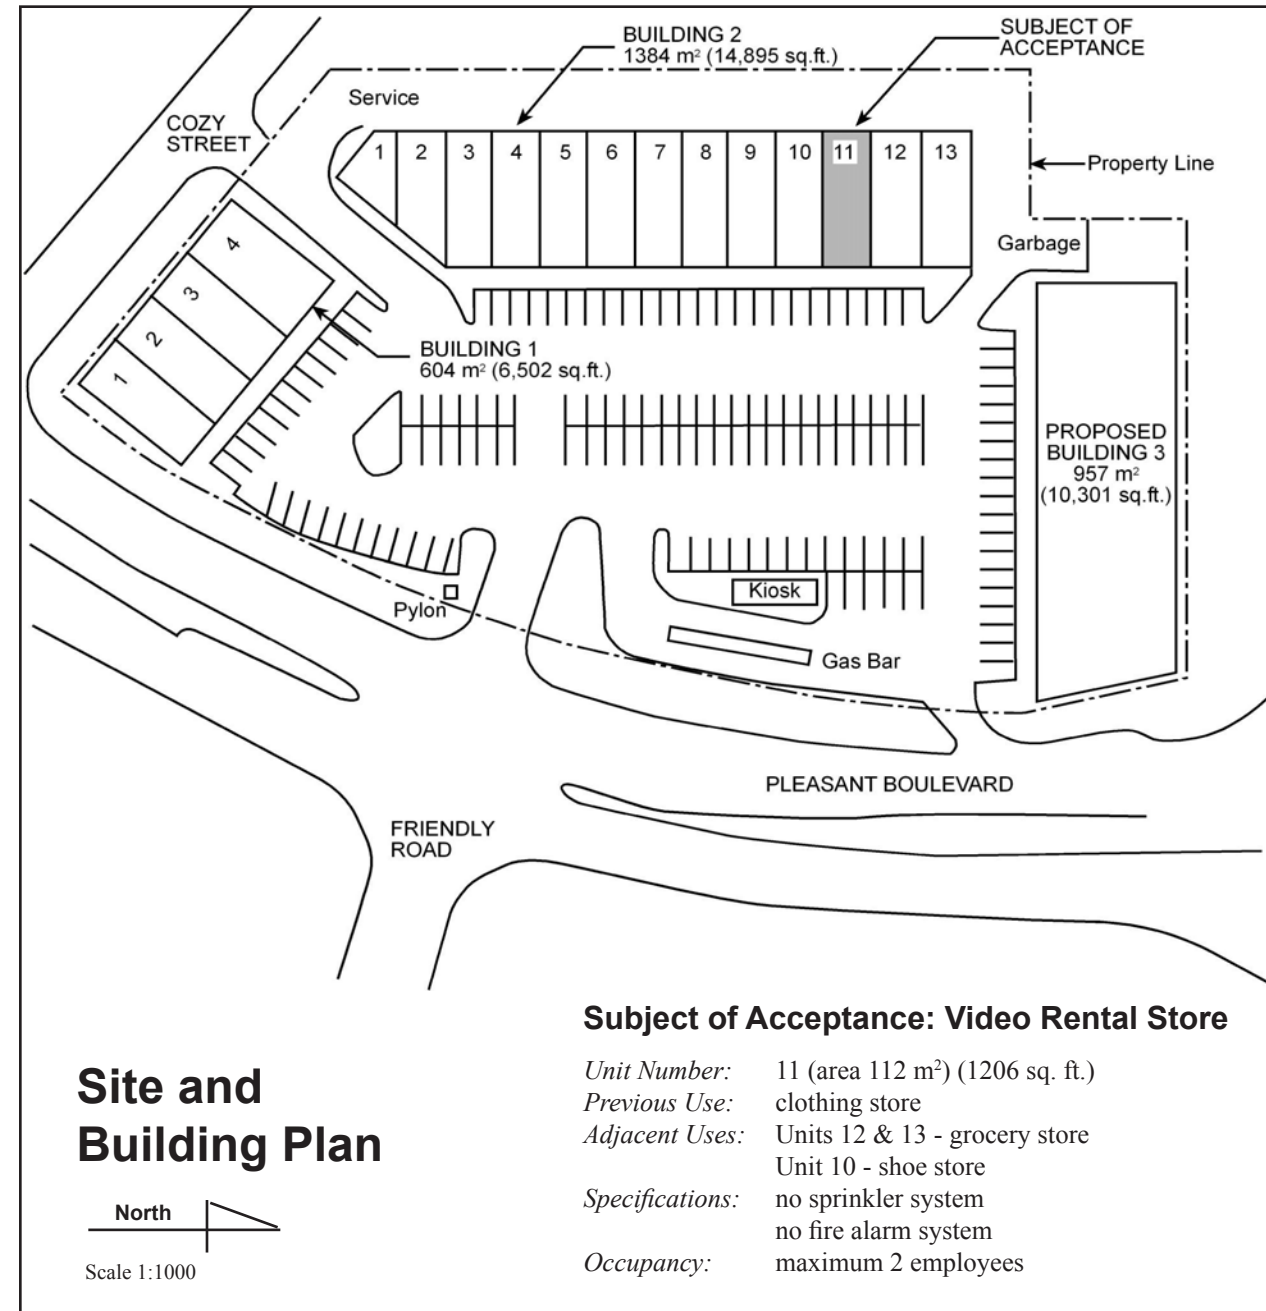 BUILDING 2
1384 m² (14,895 sq.ft.)
SUBJECT OF
ACCEPTANCE
Service
COZY
STREET
1 2 3 4 5 6 7 8 9 10 11 12 13
Property Line
Garbage
4
3
2
1
BUILDING 1
604 m² (6,502 sq.ft.)
PROPOSED
BUILDING 3
957 m²
(10,301 sq.ft.)
Kiosk
Pylon
Gas Bar
PLEASANT BOULEVARD
FRIENDLY
ROAD
Site and
Building Plan
North
Scale 1:1000
Subject of Acceptance: Video Rental Store
Unit Number: 11 (area 112 m²) (1206 sq. ft.)
Previous Use: clothing store
Adjacent Uses: Units 12 & 13 - grocery store
Unit 10 - shoe store
Specifications: no sprinkler system
no fire alarm system
Occupancy: maximum 2 employees